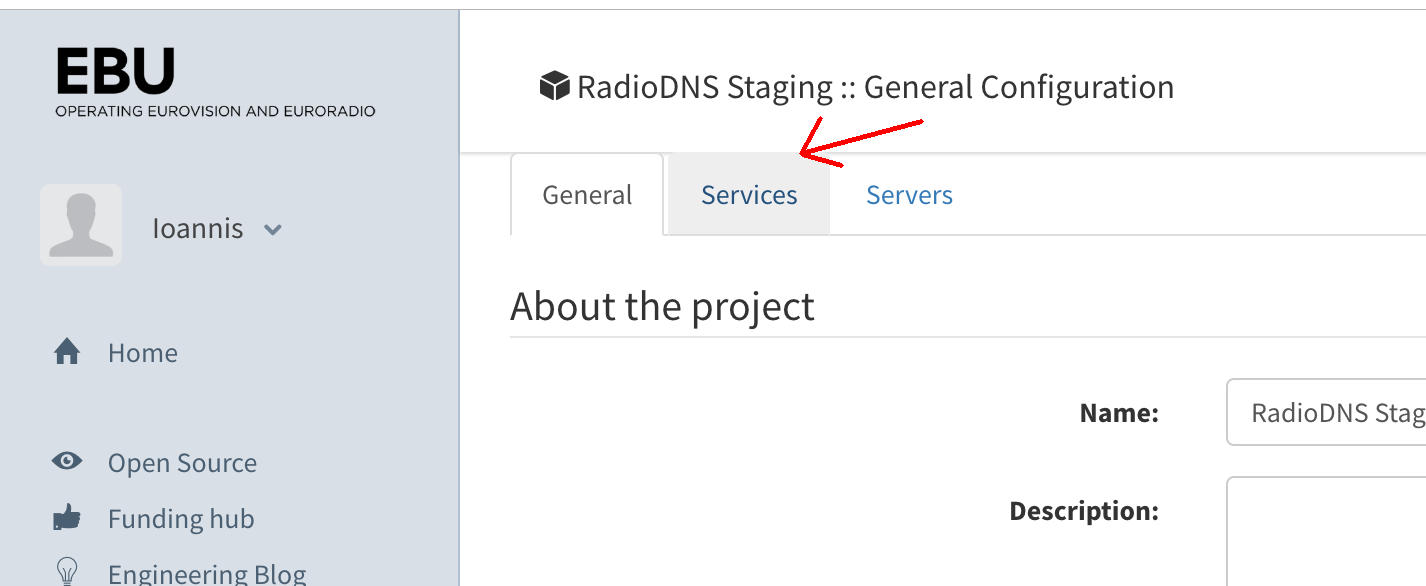 EBU
OPERATING EUROVISION AND EURORADIO
Ioannis
Home
Open Source
Funding hub
Engineering Blog
RadioDNS Staging :: General Configuration
General
Services
Servers
About the project
Name:
RadioDNS Stag
Description: